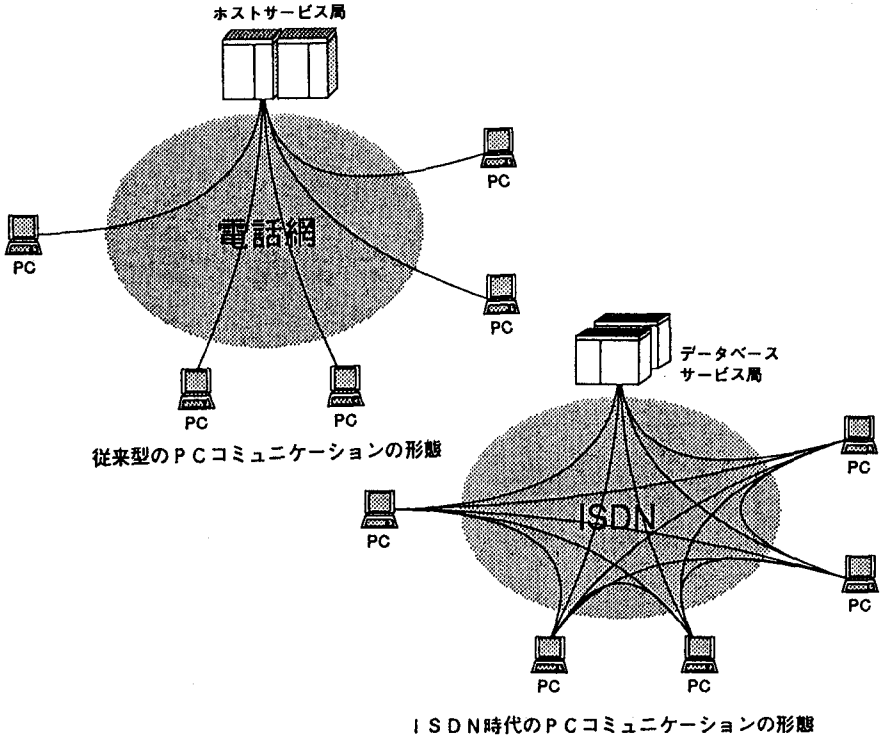 ホストサービス局
PC
電話網
PC
PC
PC
PC
従来型のPCコミュニケーションの形態
データベース
サービス局
PC
ISDN
PC
PC
PC
PC
ISDN時代のPCコミュニケーションの形態